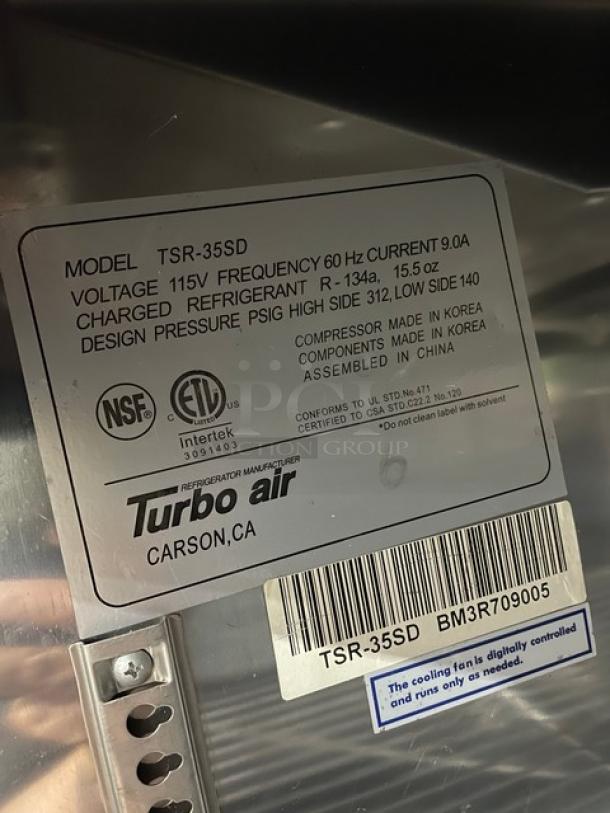 MODEL TSR-35SD
VOLTAGE 115V FREQUENCY 60 Hz CURRENT 9.0A
CHARGED REFRIGERANT R-134a, 15.5 oz
DESIGN PRESSURE PSIG HIGH SIDE 312, LOW SIDE 140
COMPRESSOR MADE IN KOREA
COMPONENTS MADE IN KOREA
ASSEMBLED IN CHINA
NSF®
C ETL US
LISTED
Intertek
3091403
CONFORMS TO UL STD.No.471
CERTIFIED TO CSA STD.C22.2 No.120
*Do not clean label with solvent
REFRIGERATOR MANUFACTURER
Turbo air
CARSON,CA
TSR-35SD BM3R709005
The cooling fan is digitally controlled
and runs only as needed.